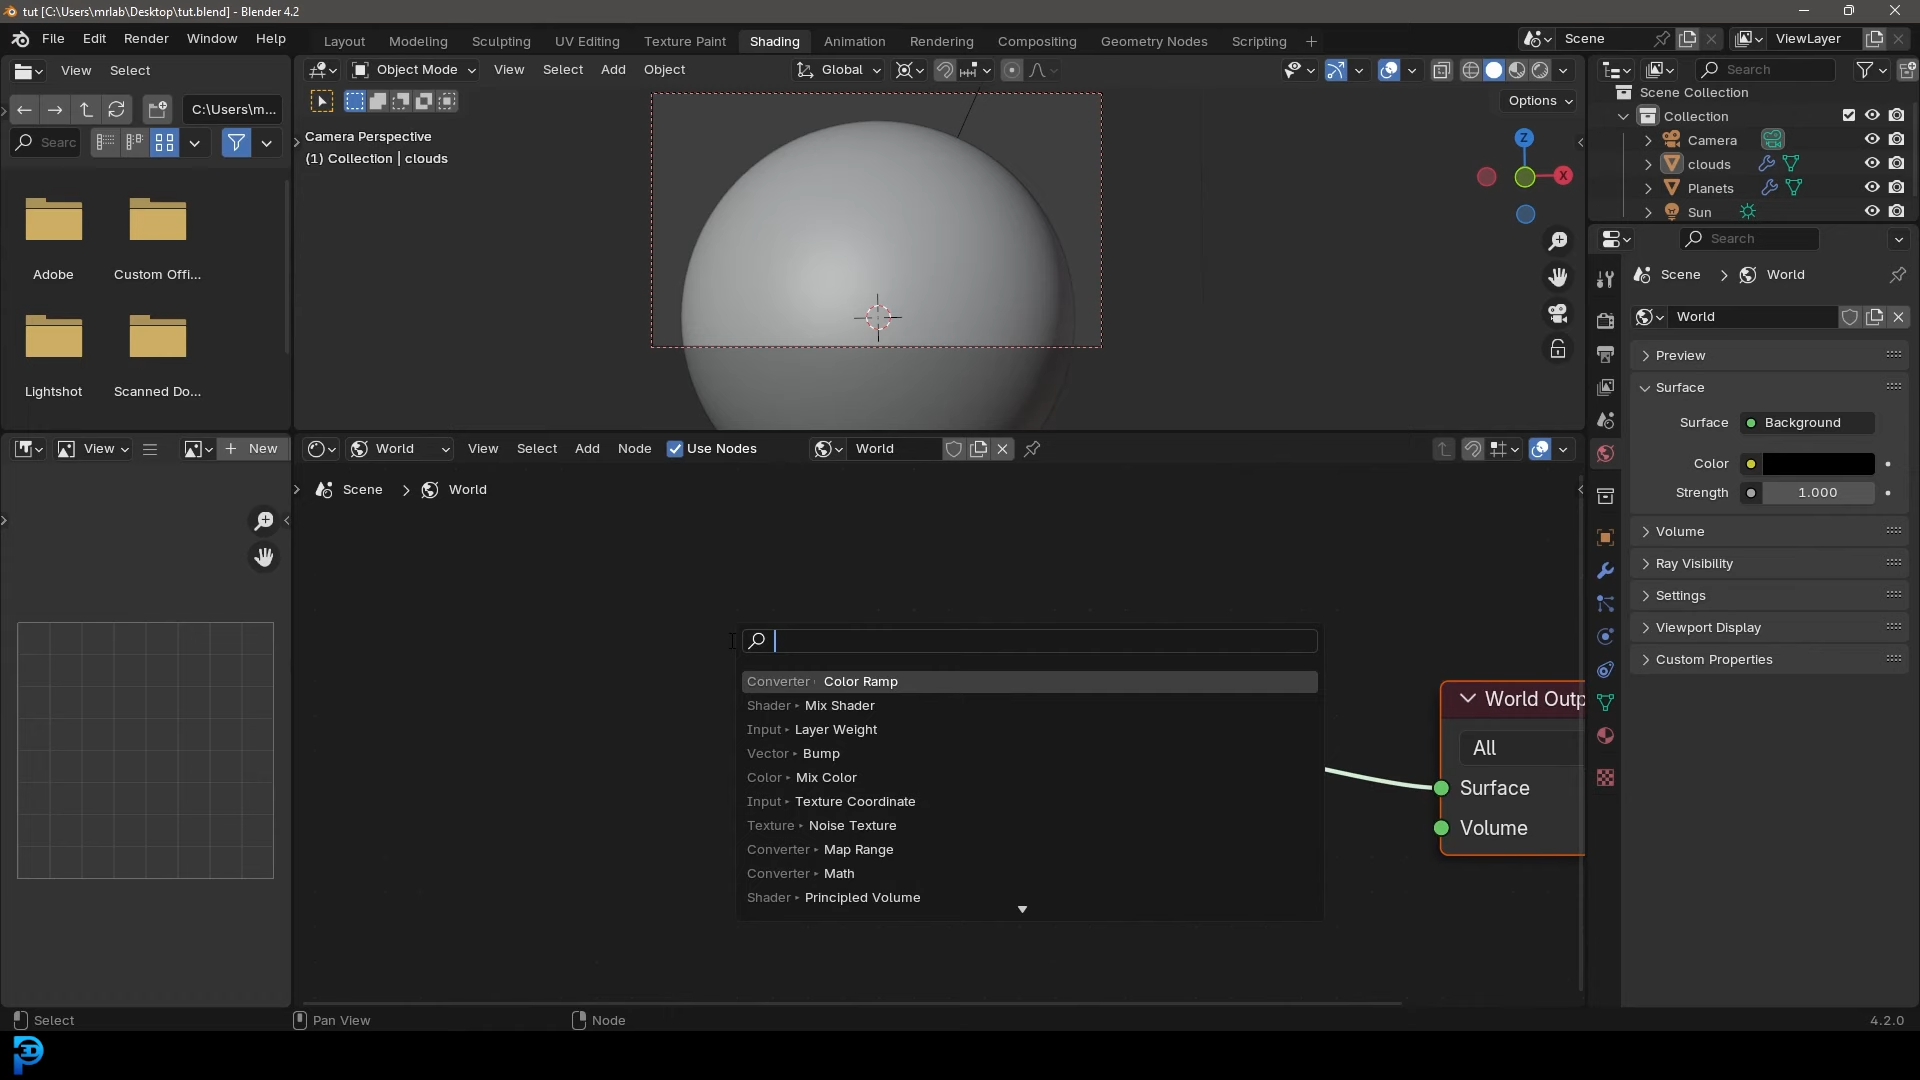 tut [C:\Users\mrlab\Desktop\tut.blend] - Blender 4.2
File Edit Render Window Help
Layout Modeling Sculpting UV Editing Texture Paint Shading Animation Rendering Compositing Geometry Nodes Scripting
Scene
ViewLayer
View Select
Object Mode View Select Add Object
Global
Search
C:\Users\m...
Options
Searc
Camera Perspective
(1) Collection | clouds
Z
X
Scene Collection
Collection
Camera
clouds
Planets
Sun
Adobe
Custom Offi...
Lightshot
Scanned Do...
Search
Scene
World
World
Preview
Surface
Surface
Background
Color
Strength
1.000
Volume
Ray Visibility
Settings
Viewport Display
Custom Properties
View
New
World
View Select Add Node
Use Nodes
World
Scene
World
Converter
Color Ramp
Shader
Mix Shader
Input
Layer Weight
Vector
Bump
Color
Mix Color
Input
Texture Coordinate
Texture
Noise Texture
Converter
Map Range
Converter
Math
Shader
Principled Volume
World Outp
All
Surface
Volume
Select
Pan View
Node
4.2.0